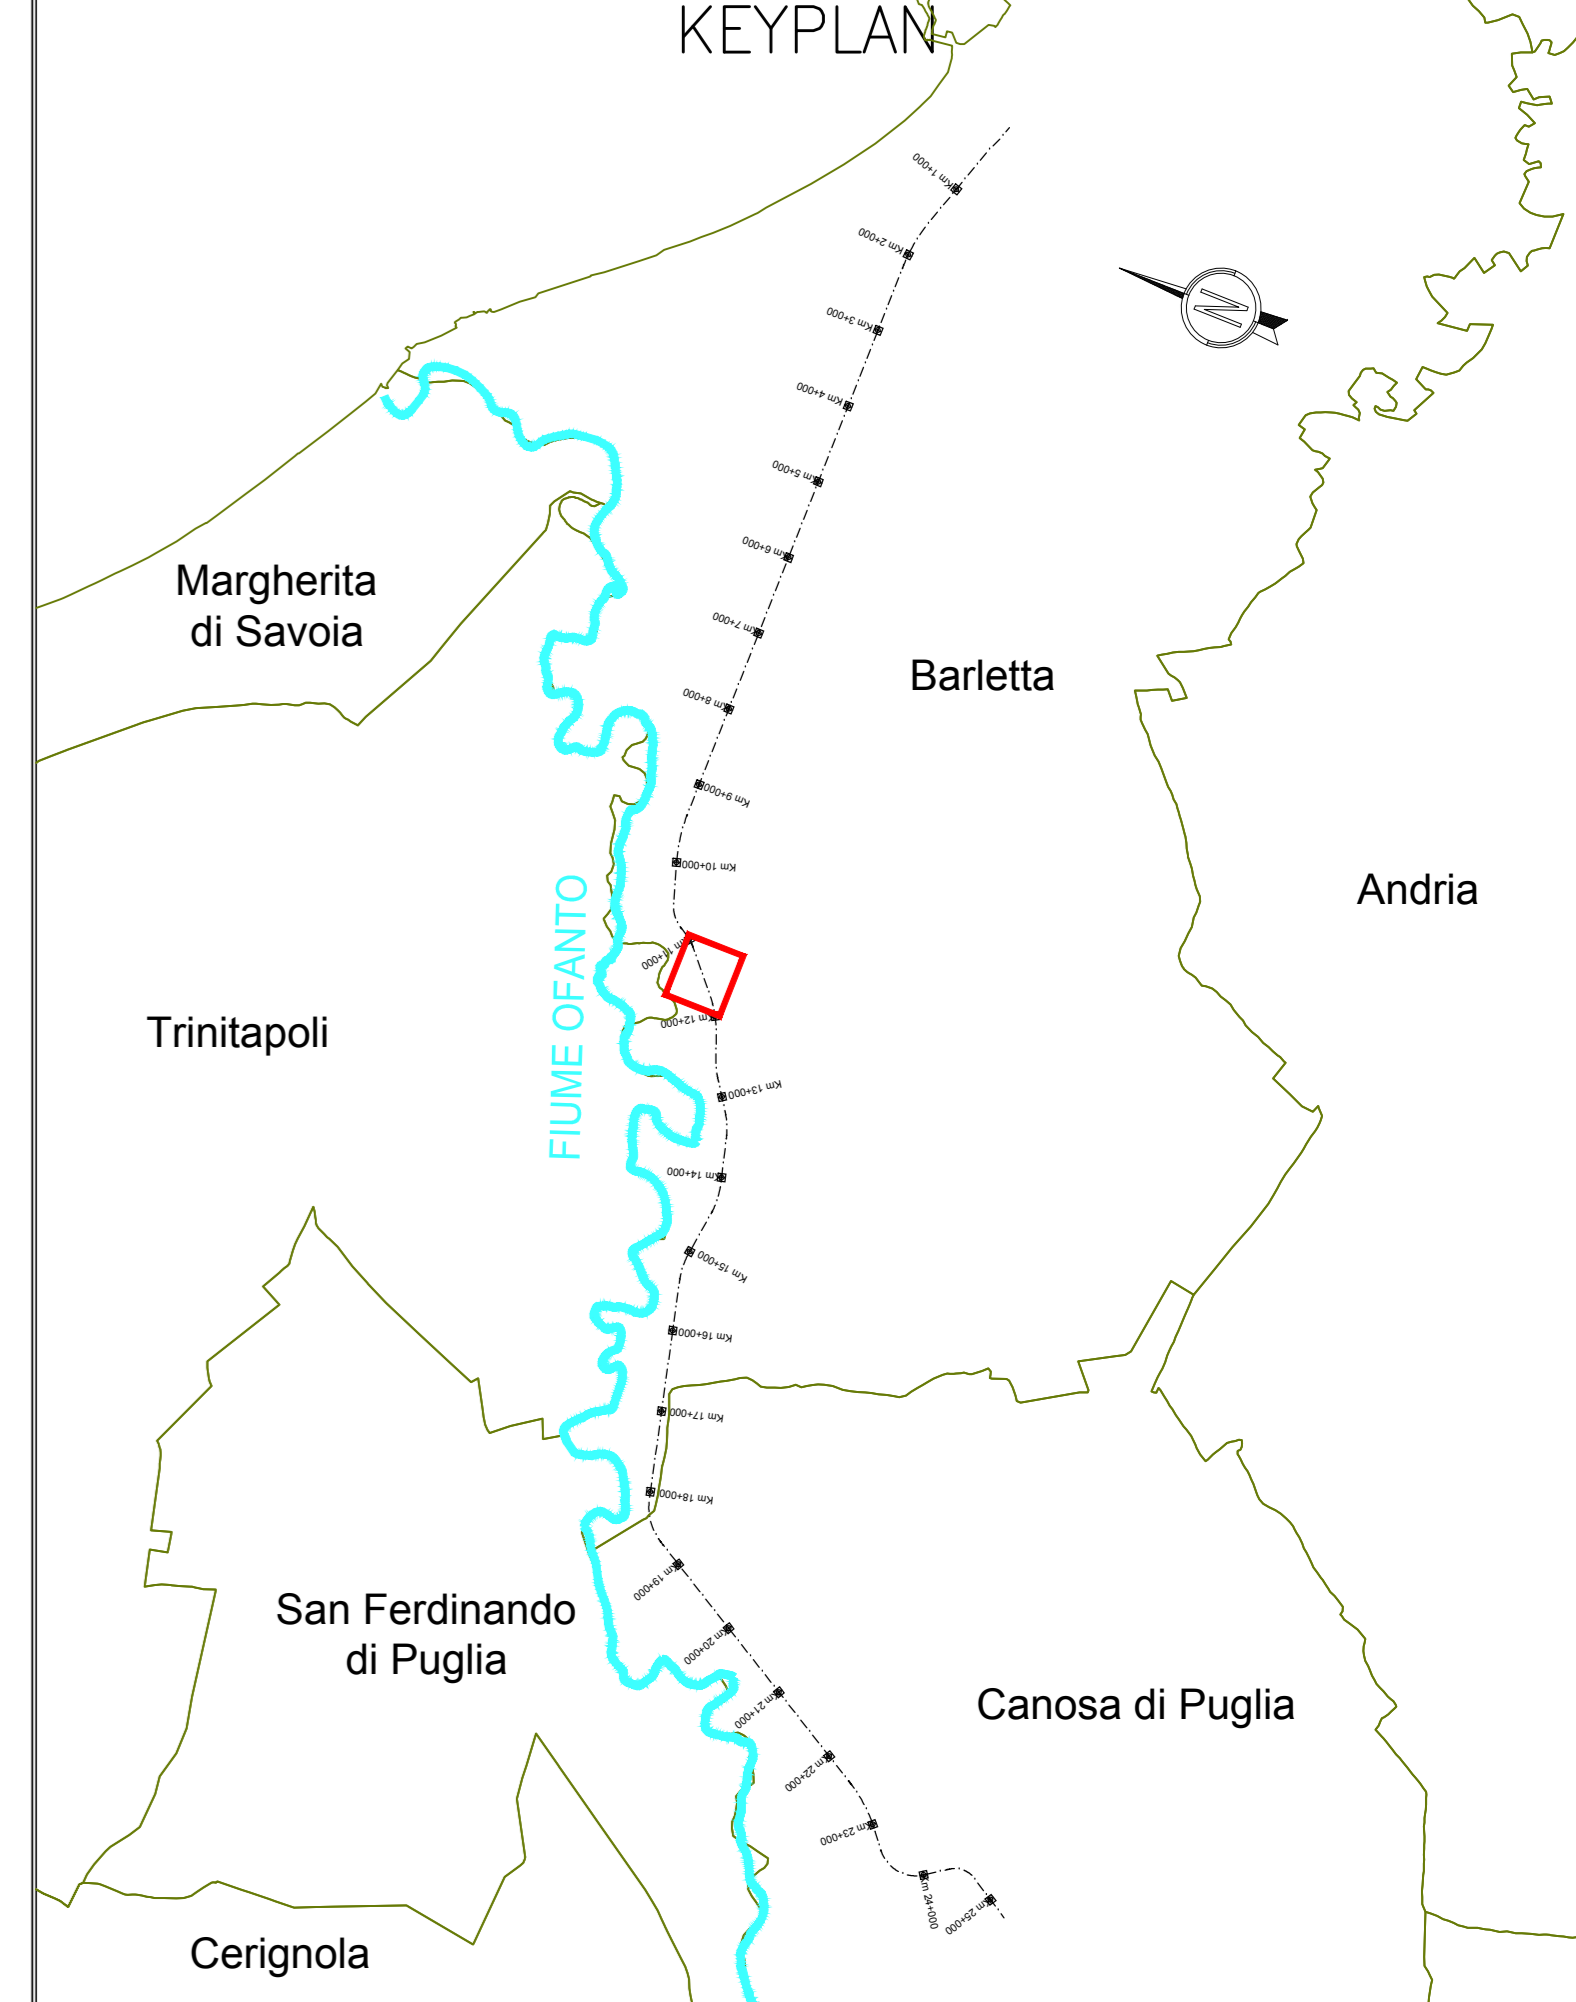 KEYPLAN
Km 1+000
Km 2+000
N
Km 3+000
Km 4+000
Km 5+000
Km 6+000
Margherita
di Savoia
Km 7+000
Barletta
Km 8+000
Km 9+000
Km 10+000
Andria
FIUME OFANTO
Km 11+000
Trinitapoli
Km 12+000
Km 13+000
Km 14+000
Km 15+000
Km 16+000
Km 17+000
Km 18+000
Km 19+000
San Ferdinando
di Puglia
Km 20+000
Km 21+000
Canosa di Puglia
Km 22+000
Km 23+000
Km 24+000
Km 25+000
Cerignola